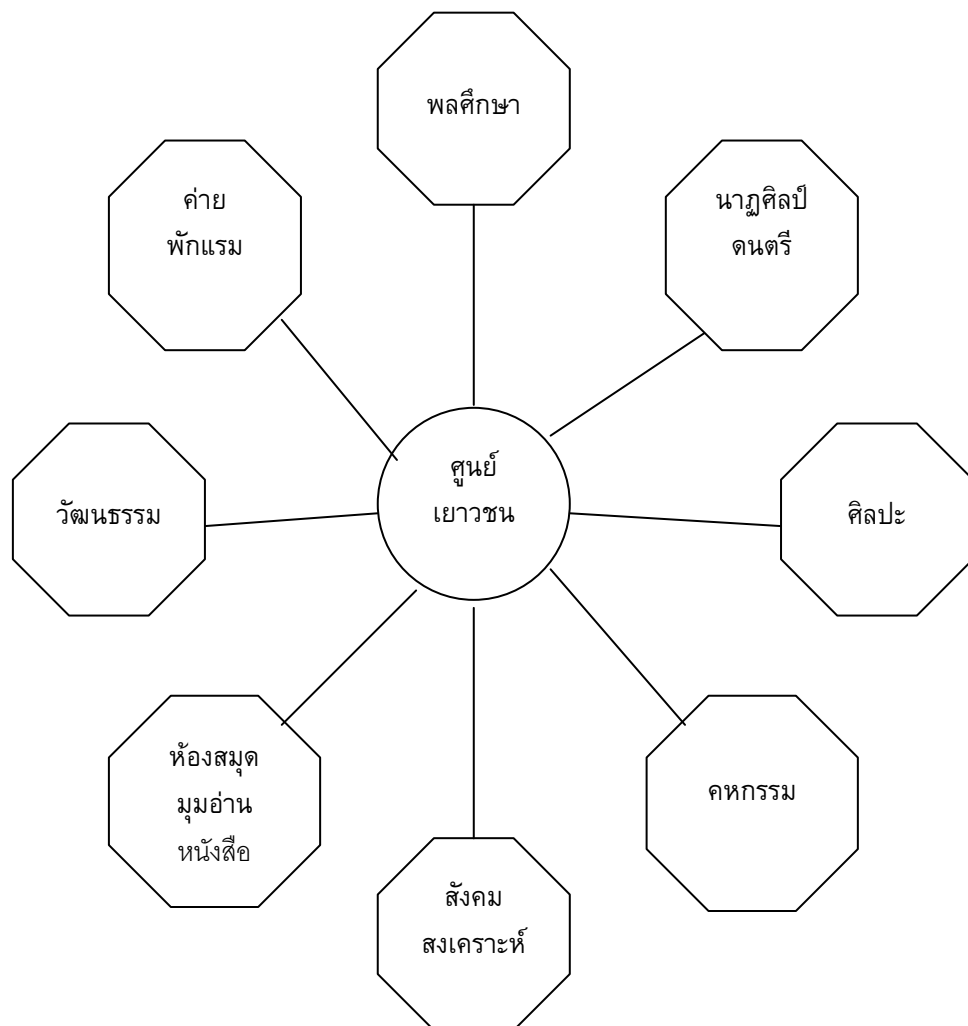 พลศึกษา
ค่าย
พักแรม
นาฏศิลป์
ดนตรี
ศูนย์
เยาวชน
วัฒนธรรม
ศิลปะ
ห้องสมุด
มุมอ่าน
หนังสือ
คหกรรม
สังคม
สงเคราะห์